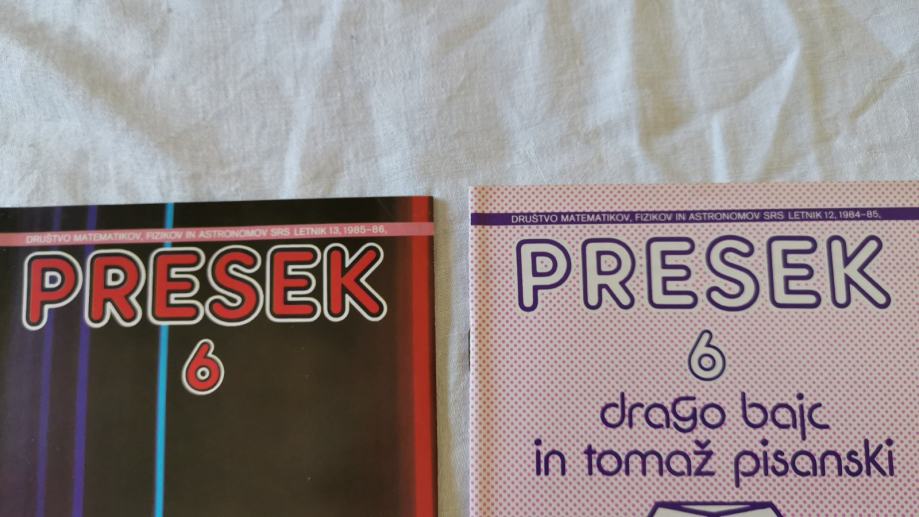 DRUŠTVO MATEMATIKOV, FIZIKOV IN ASTRONOMOV SRS LETNIK 13, 1985-86,
PRESEK
6
DRUŠTVO MATEMATIKOV, FIZIKOV IN ASTRONOMOV SRS LETNIK 12, 1984-85,
PRESEK
6
drago bajc
in tomaž pisanski